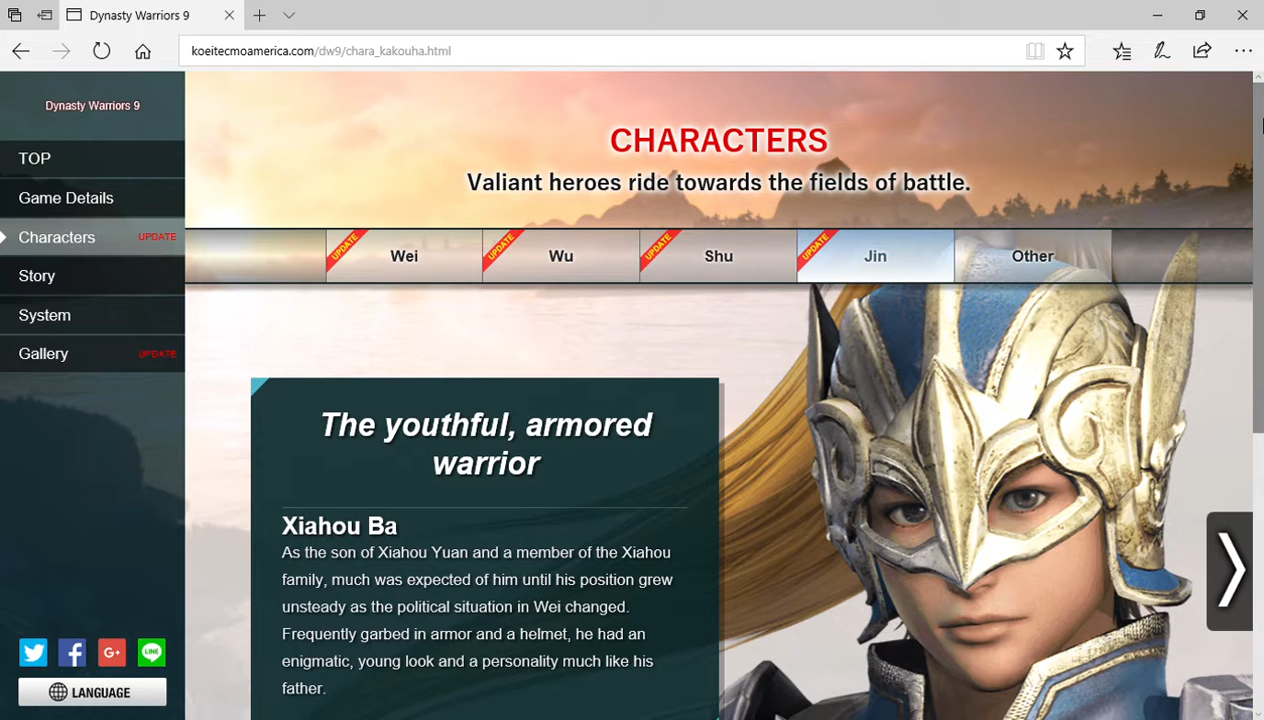 Dynasty Warriors 9
koeitecmoamerica.com/dw9/chara_kakouha.html
Dynasty Warriors 9
TOP
Game Details
Characters UPDATE
Story
System
Gallery UPDATE
LINE
LANGUAGE
CHARACTERS
Valiant heroes ride towards the fields of battle.
UPDATE Wei UPDATE Wu UPDATE Shu UPDATE Jin Other
The youthful, armored
warrior
Xiahou Ba
As the son of Xiahou Yuan and a member of the Xiahou
family, much was expected of him until his position grew
unsteady as the political situation in Wei changed.
Frequently garbed in armor and a helmet, he had an
enigmatic, young look and a personality much like his
father.